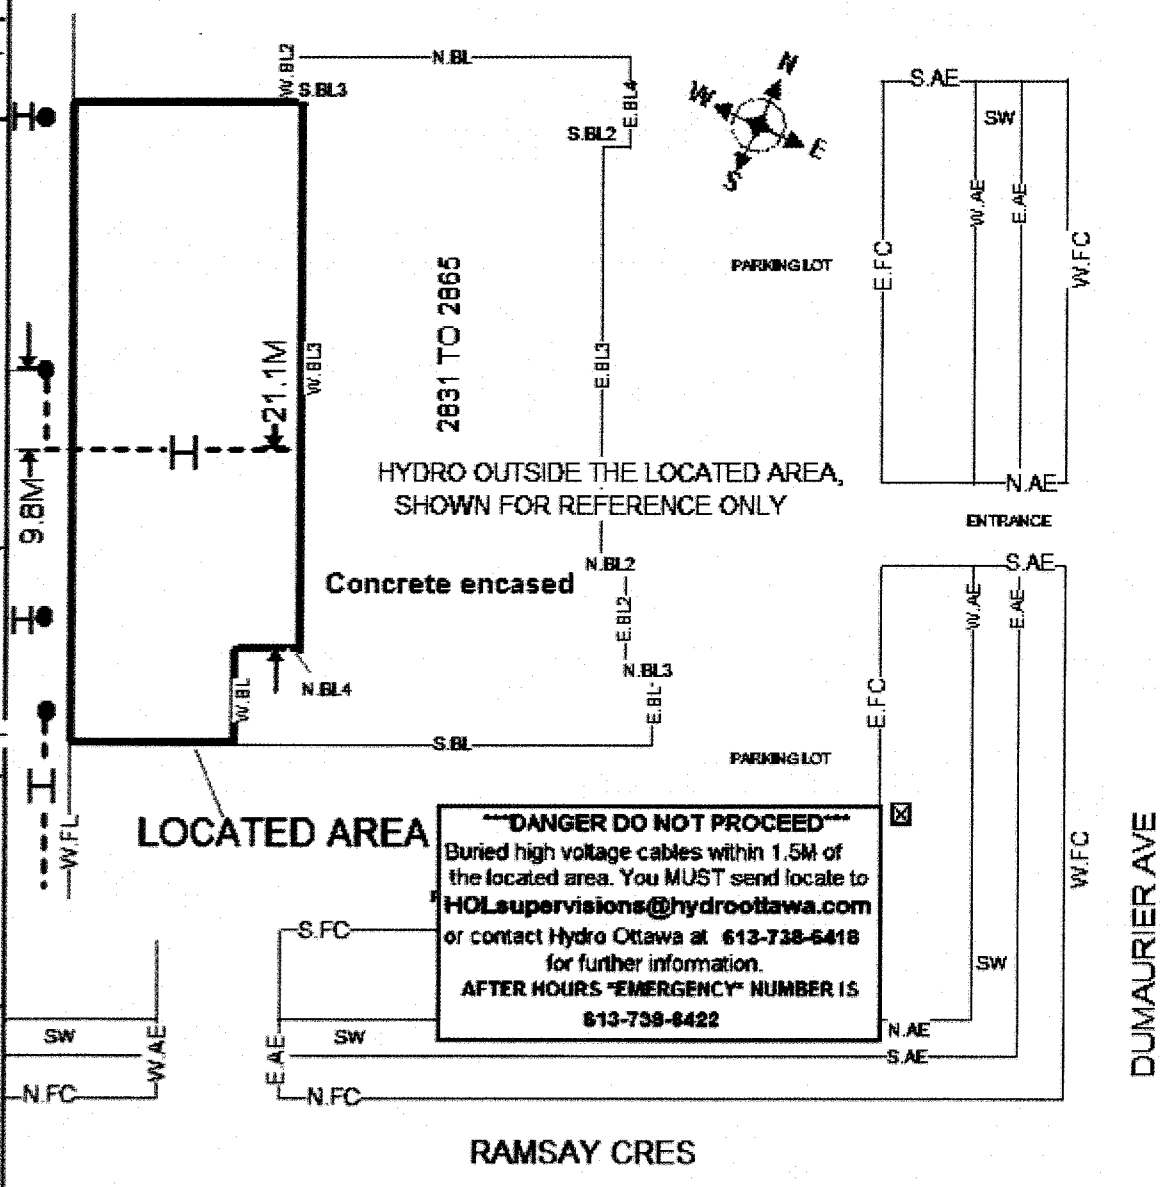 W.BL2
N.BL
S.BL3
E.BL4
S.BL2
N
W
E
S
S.AE
SW
W.AE
E.AE
E.FC
W.FC
H
PARKING LOT
2831 TO 2865
21.1M
W.BL3
E.BL3
H
9.8M
HYDRO OUTSIDE THE LOCATED AREA,
SHOWN FOR REFERENCE ONLY
N.AE
ENTRANCE
N.BL2
S.AE
Concrete encased
E.BL2
W.AE
E.AE
H
N.BL3
N.BL4
W.BL
E.BL
E.FC
S.BL
PARKING LOT
H
W.FL
LOCATED AREA
***DANGER DO NOT PROCEED***
Buried high voltage cables within 1.5M of
the located area. You MUST send locate to
HOLsupervisions@hydroottawa.com
or contact Hydro Ottawa at 613-738-6418
for further information.
AFTER HOURS "EMERGENCY" NUMBER IS
613-738-6422
W.FC
DUMAURIER AVE
S.FC
SW
SW
W.AE
E.AE
SW
N.AE
S.AE
N.FC
N.FC
RAMSAY CRES